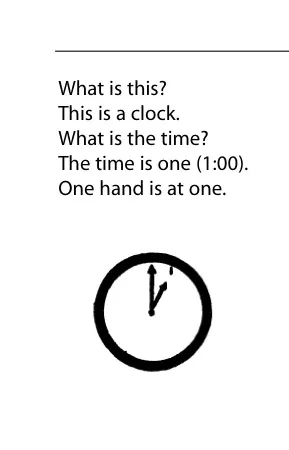 What is this?
This is a clock.
What is the time?
The time is one (1:00).
One hand is at one.